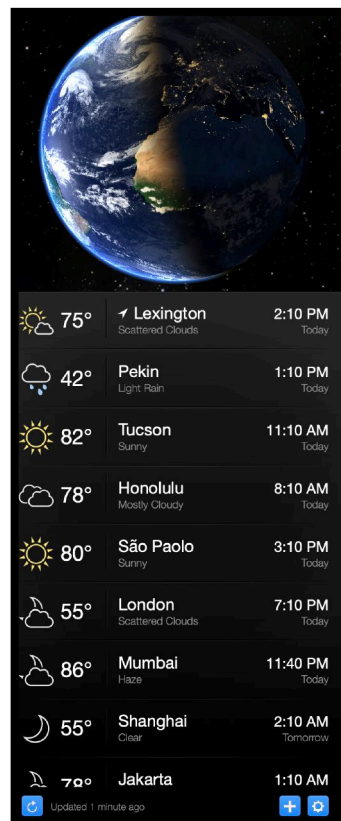 75° Lexington 2:10 PM
Scattered Clouds Today
42° Pekin 1:10 PM
Light Rain Today
82° Tucson 11:10 AM
Sunny Today
78° Honolulu 8:10 AM
Mostly Cloudy Today
80° São Paolo 3:10 PM
Sunny Today
55° London 7:10 PM
Scattered Clouds Today
86° Mumbai 11:40 PM
Haze Today
55° Shanghai 2:10 AM
Clear Tomorrow
78° Jakarta 1:10 AM
Updated 1 minute ago